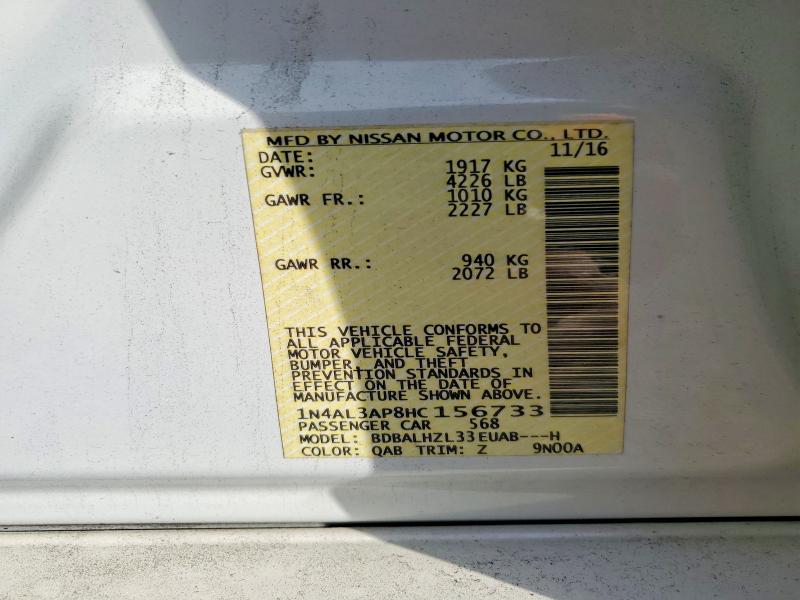 MFD BY NISSAN MOTOR CO., LTD.
DATE: 11/16
GVWR: 1917 KG
4226 LB
GAWR FR.: 1010 KG
2227 LB
GAWR RR.: 940 KG
2072 LB
THIS VEHICLE CONFORMS TO
ALL APPLICABLE FEDERAL
MOTOR VEHICLE SAFETY,
BUMPER, AND THEFT
PREVENTION STANDARDS IN
EFFECT ON THE DATE OF
MANUFACTURE SHOWN ABOVE.
1N4AL3AP8HC156733
PASSENGER CAR 568
MODEL: BDBALHZL33EUAB---H
COLOR: QAB TRIM: Z 9N00A